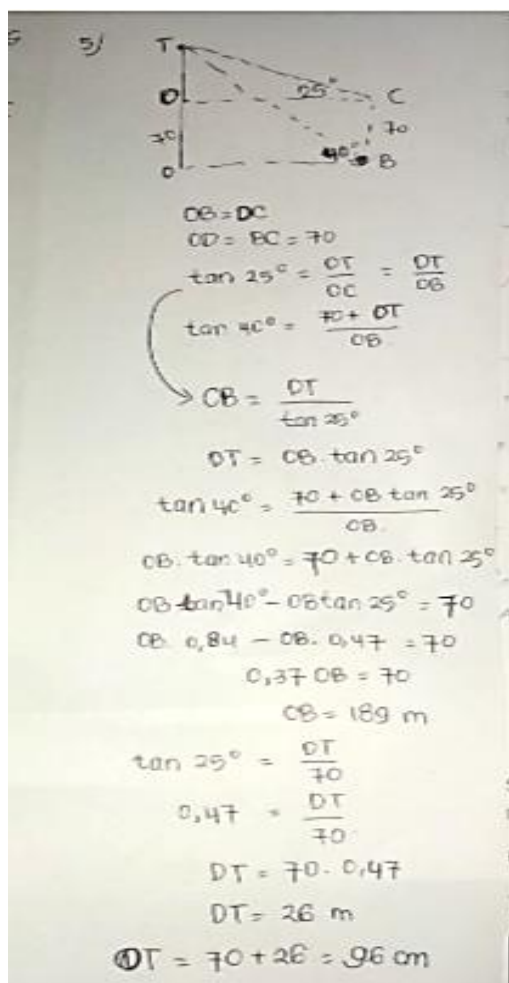 5)
T
25°
D
C
70
70
40°
O
B
OB = DC
OD = BC = 70
tan 25° = DT/DC = DT/OB
tan 40° = 70 + DT/OB
OB = DT/tan 25°
DT = OB. tan 25°
tan 40° = 70 + OB tan 25°/OB.
OB. tan 40° = 70 + OB. tan 25°
OB tan 40° - OB tan 25° = 70
OB. 0,84 - OB. 0,47 = 70
0,37 OB = 70
OB = 189 m
tan 25° = DT/70
0,47 = DT/70
DT = 70. 0,47
DT = 26 m
OT = 70 + 26 = 96 cm